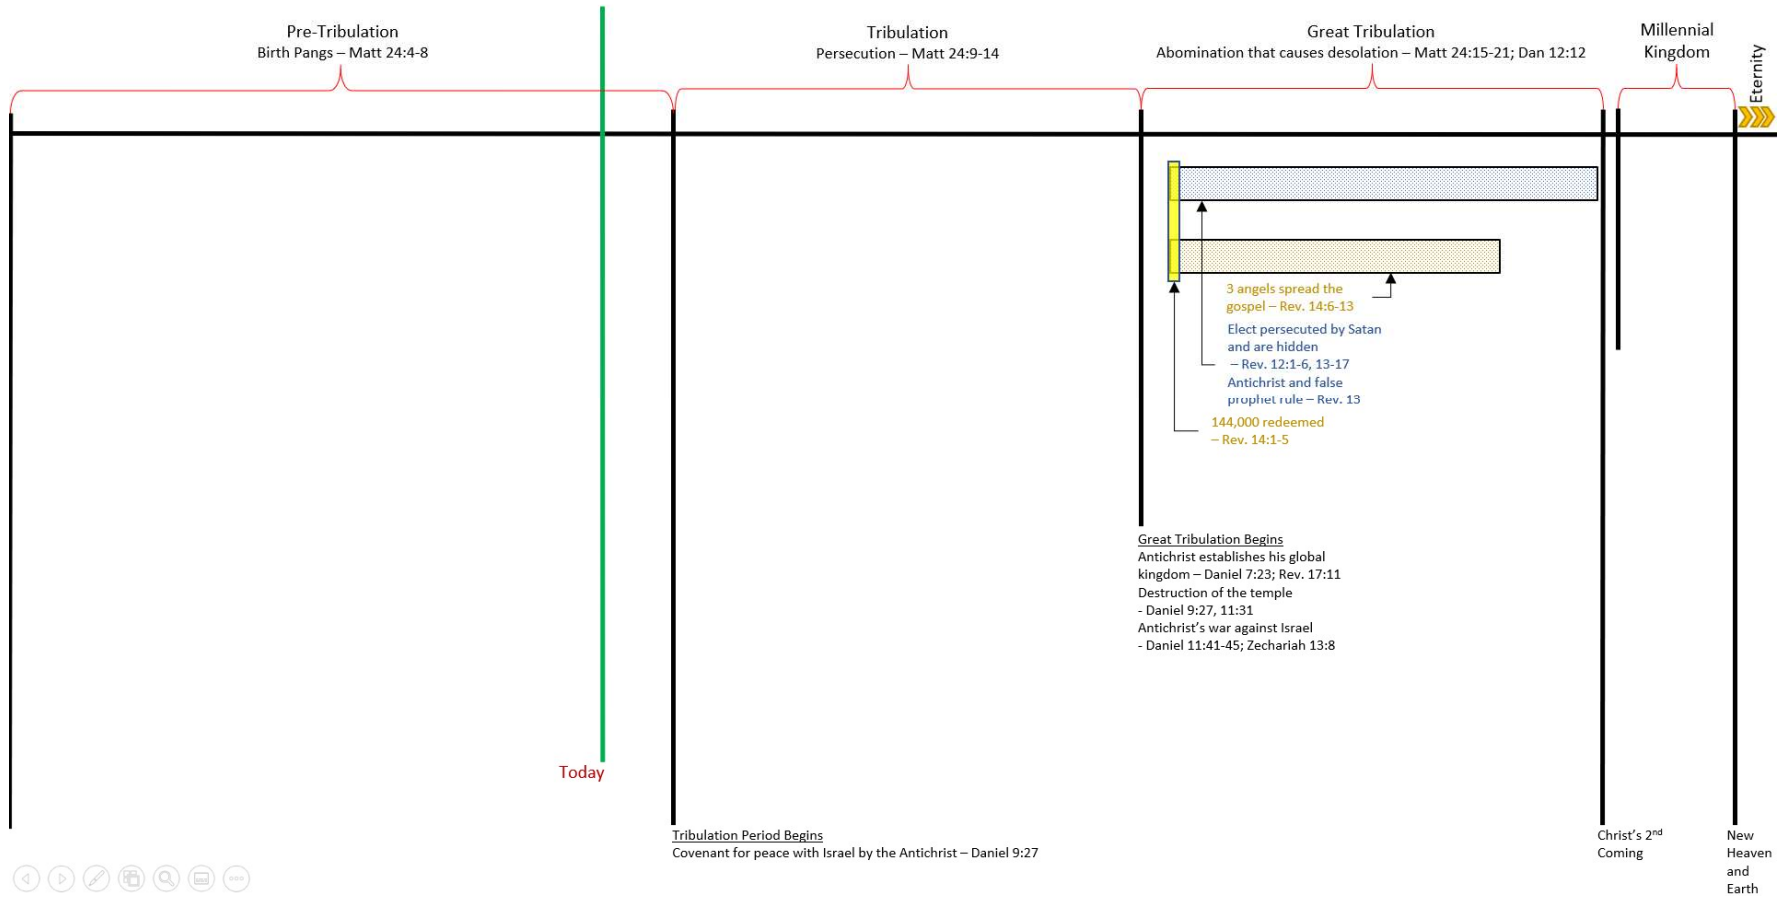 Pre-Tribulation
Birth Pangs – Matt 24:4-8
Tribulation
Persecution – Matt 24:9-14
Great Tribulation
Abomination that causes desolation – Matt 24:15-21; Dan 12:12
Millennial
Kingdom
Eternity
3 angels spread the
gospel – Rev. 14:6-13
Elect persecuted by Satan
and are hidden
– Rev. 12:1-6, 13-17
Antichrist and false
prophet rule – Rev. 13
144,000 redeemed
– Rev. 14:1-5
Great Tribulation Begins
Antichrist establishes his global
kingdom – Daniel 7:23; Rev. 17:11
Destruction of the temple
- Daniel 9:27, 11:31
Antichrist’s war against Israel
- Daniel 11:41-45; Zechariah 13:8
Today
Tribulation Period Begins
Covenant for peace with Israel by the Antichrist – Daniel 9:27
Christ’s 2nd
Coming
New
Heaven
and
Earth